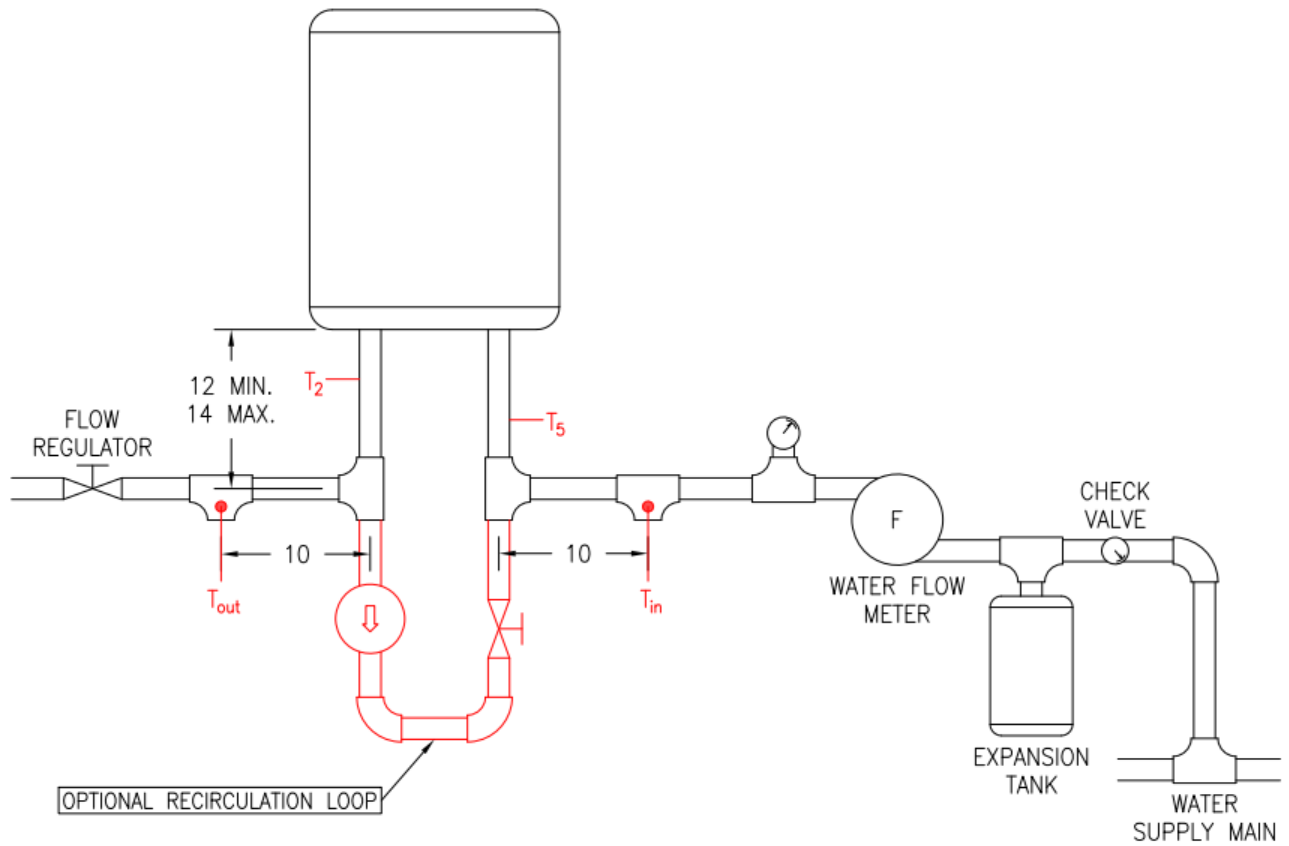 12 MIN.
14 MAX.
T2
T5
FLOW
REGULATOR
CHECK
VALVE
F
10
10
Tout
Tin
WATER FLOW
METER
EXPANSION
TANK
OPTIONAL RECIRCULATION LOOP
WATER
SUPPLY MAIN